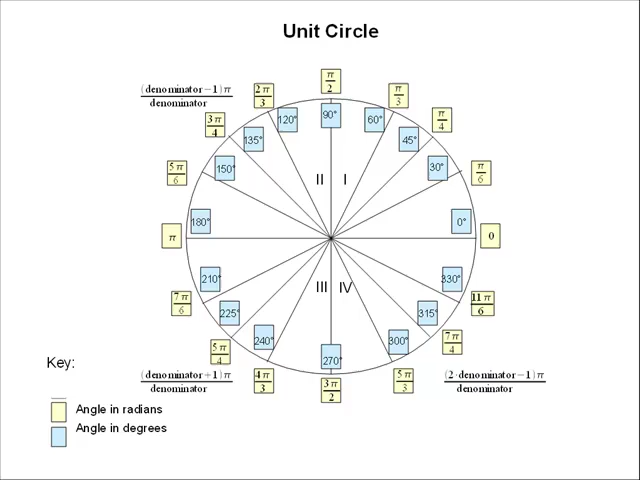 Unit Circle
(denominator−1)π
denominator
2π
3
π
2
π
3
3π
4
120°
90°
60°
π
4
135°
45°
5π
6
150°
II
I
30°
π
6
π
180°
0°
0
210°
III
IV
330°
7π
6
225°
315°
11π
6
5π
4
240°
270°
300°
7π
4
Key:
(denominator+1)π
denominator
4π
3
3π
2
5π
3
(2·denominator−1)π
denominator
Angle in radians
Angle in degrees